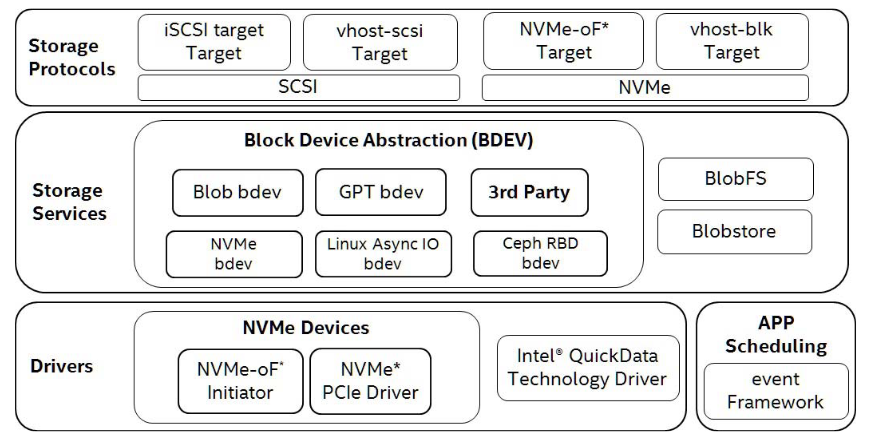 Storage
Protocols
iSCSI target
Target
vhost-scsi
Target
NVMe-oF*
Target
vhost-blk
Target
SCSI
NVMe
Storage
Services
Block Device Abstraction (BDEV)
Blob bdev
GPT bdev
3rd Party
NVMe
bdev
Linux Async IO
bdev
Ceph RBD
bdev
BlobFS
Blobstore
Drivers
NVMe Devices
NVMe-oF*
Initiator
NVMe*
PCIe Driver
Intel® QuickData
Technology Driver
APP
Scheduling
event
Framework